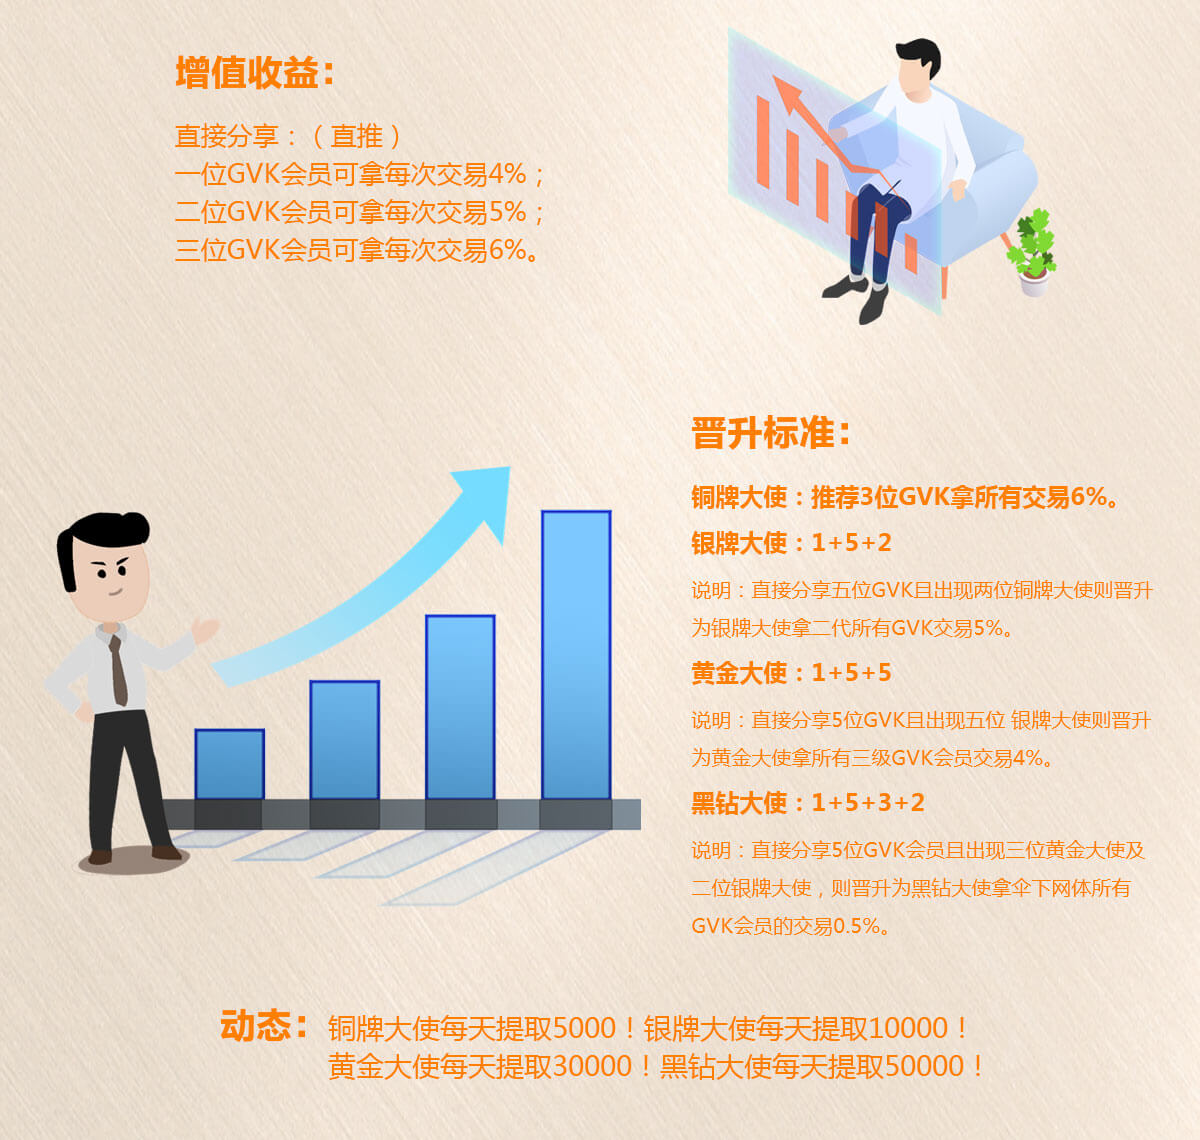 增值收益：
直接分享：（直推）
一位GVK会员可拿每次交易4%；
二位GVK会员可拿每次交易5%；
三位GVK会员可拿每次交易6%。
晋升标准：
铜牌大使：推荐3位GVK拿所有交易6%。
银牌大使：1+5+2
说明：直接分享五位GVK且出现两位铜牌大使则晋升
为银牌大使拿二代所有GVK交易5%。
黄金大使：1+5+5
说明：直接分享5位GVK且出现五位 银牌大使则晋升
为黄金大使拿所有三级GVK会员交易4%。
黑钻大使：1+5+3+2
说明：直接分享5位GVK会员且出现三位黄金大使及
二位银牌大使，则晋升为黑钻大使拿伞下网体所有
GVK会员的交易0.5%。
动态：铜牌大使每天提取5000！银牌大使每天提取10000！
黄金大使每天提取30000！黑钻大使每天提取50000！